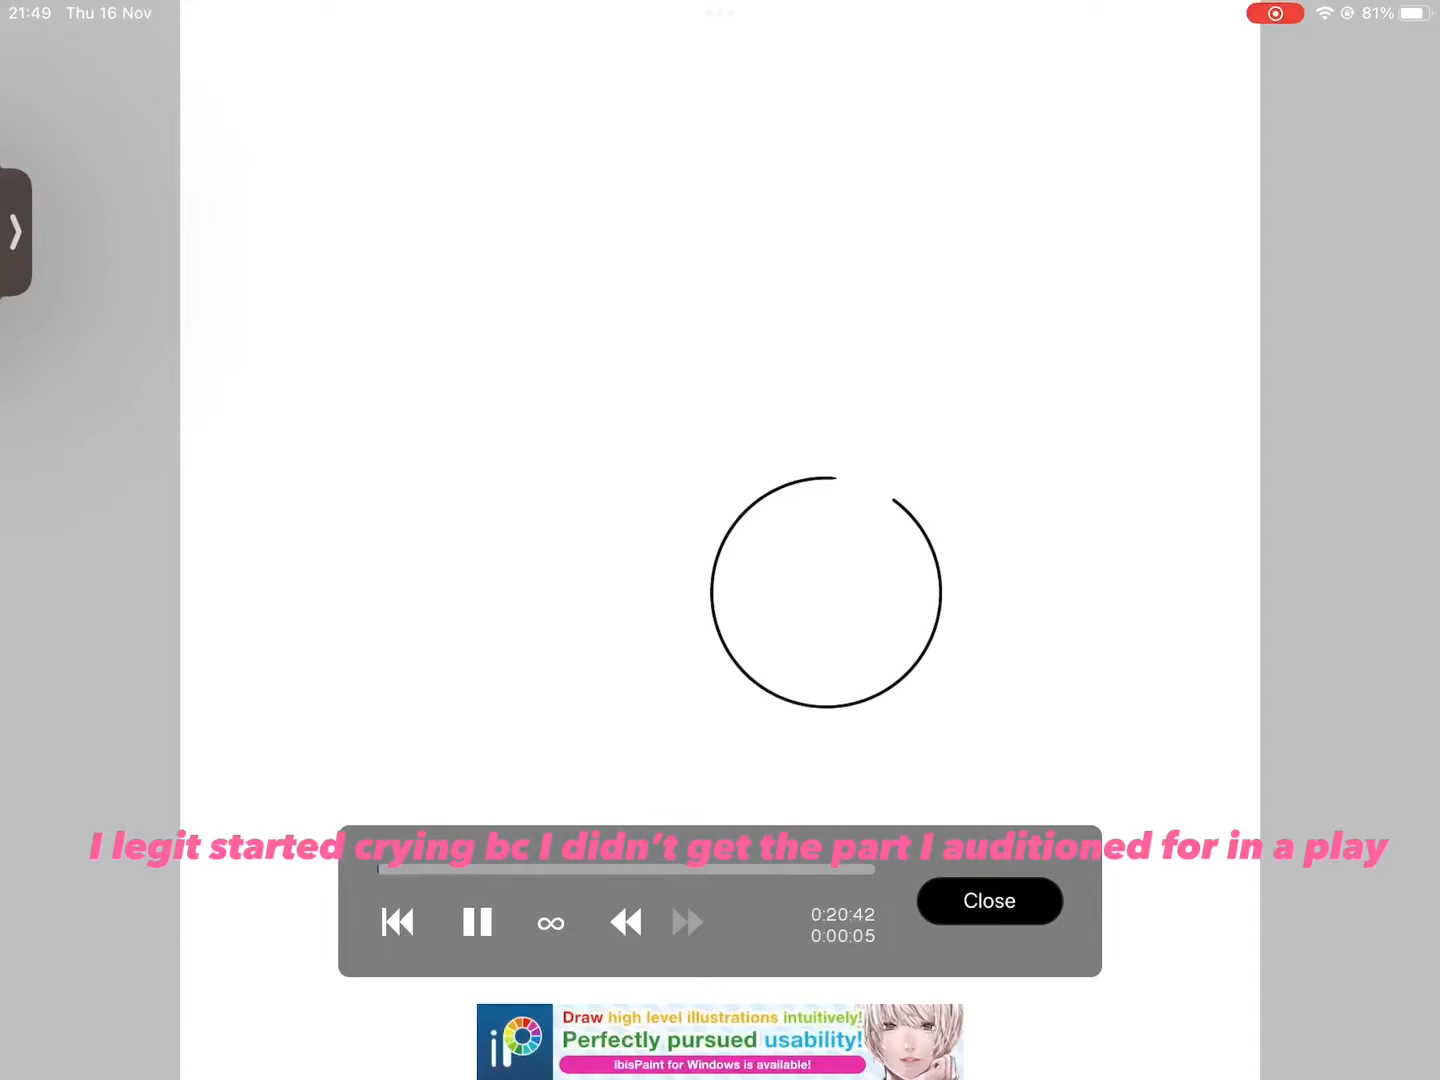 21:49 Thu 16 Nov
81%
I legit started crying bc I didn’t get the part I auditioned for in a play
Close
0:20:42
0:00:05
iP
Draw high level illustrations intuitively!
Perfectly pursued usability!
ibisPaint for Windows is available!